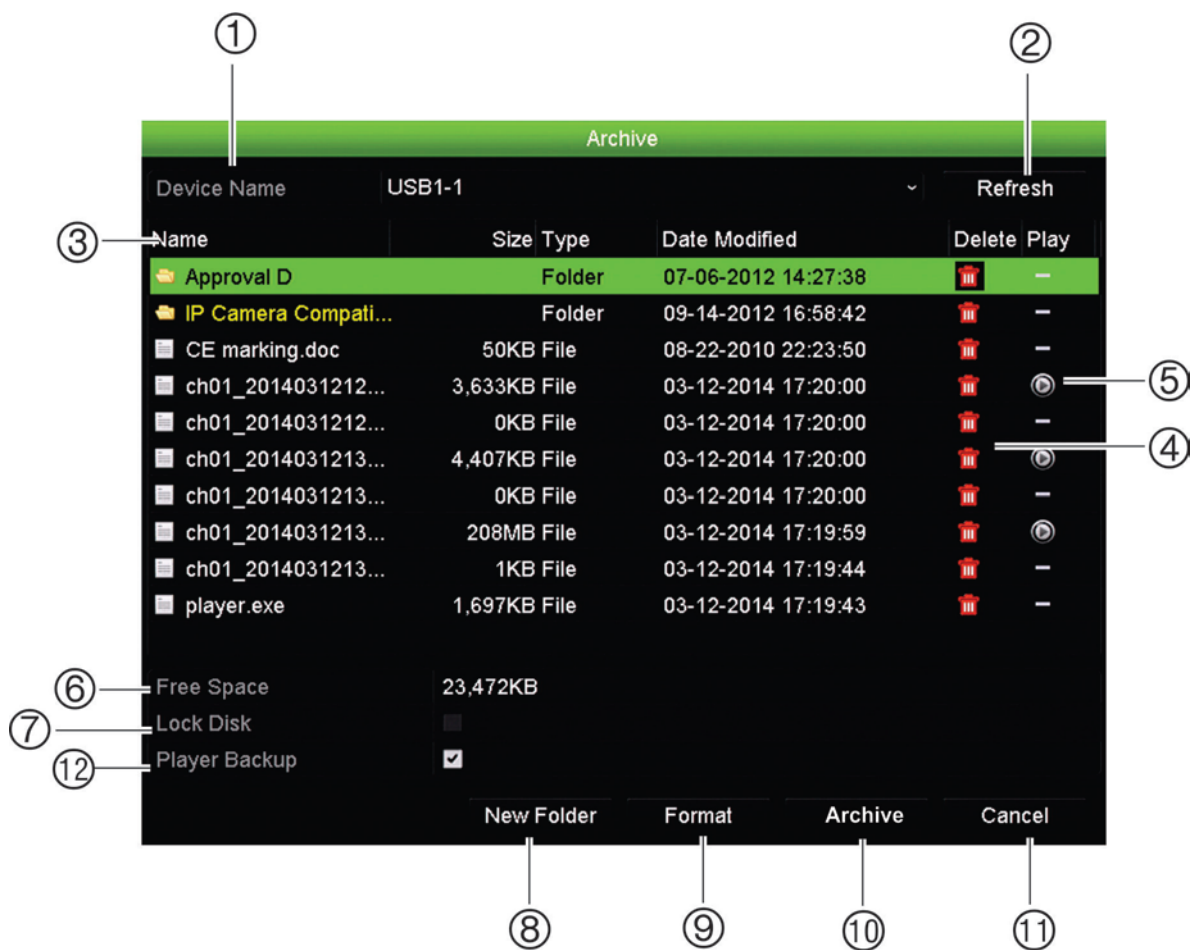 ① ②
Archive
Device Name USB1-1 Refresh
③ Name Size Type Date Modified Delete Play
Approval D Folder 07-06-2012 14:27:38
IP Camera Compati... Folder 09-14-2012 16:58:42
CE marking.doc 50KB File 08-22-2010 22:23:50
ch01_2014031212... 3,633KB File 03-12-2014 17:20:00 ⑤
ch01_2014031212... 0KB File 03-12-2014 17:20:00
ch01_2014031213... 4,407KB File 03-12-2014 17:20:00 ④
ch01_2014031213... 0KB File 03-12-2014 17:20:00
ch01_2014031213... 208MB File 03-12-2014 17:19:59
ch01_2014031213... 1KB File 03-12-2014 17:19:44
player.exe 1,697KB File 03-12-2014 17:19:43
⑥ Free Space 23,472KB
⑦ Lock Disk
⑫ Player Backup
New Folder Format Archive Cancel
⑧ ⑨ ⑩ ⑪